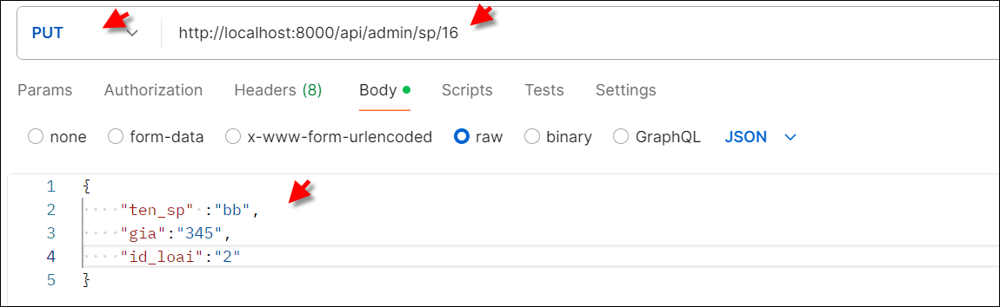 PUT http://localhost:8000/api/admin/sp/16
Params Authorization Headers (8) Body Scripts Tests Settings
none form-data x-www-form-urlencoded raw binary GraphQL JSON
1 {
2 "ten_sp" :"bb",
3 "gia":"345",
4 "id_loai":"2"
5 }